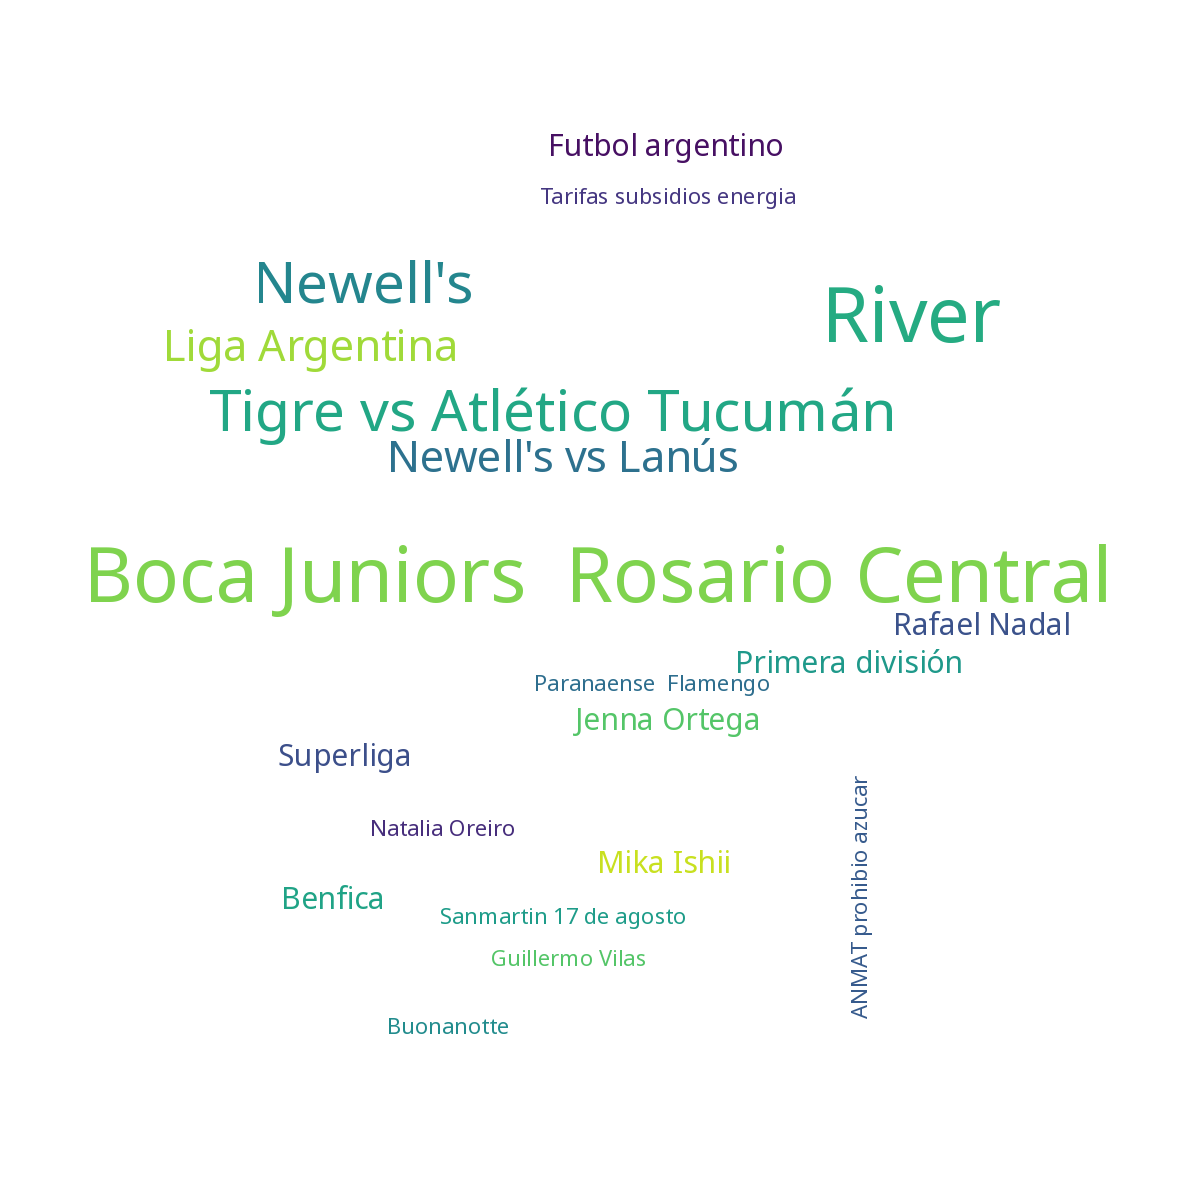 Futbol argentino
Tarifas subsidios energia
Newell's
River
Liga Argentina
Tigre vs Atlético Tucumán
Newell's vs Lanús
Boca Juniors Rosario Central
Rafael Nadal
Primera división
Paranaense Flamengo
Jenna Ortega
Superliga
ANMAT prohibio azucar
Natalia Oreiro
Mika Ishii
Benfica
Sanmartin 17 de agosto
Guillermo Vilas
Buonanotte